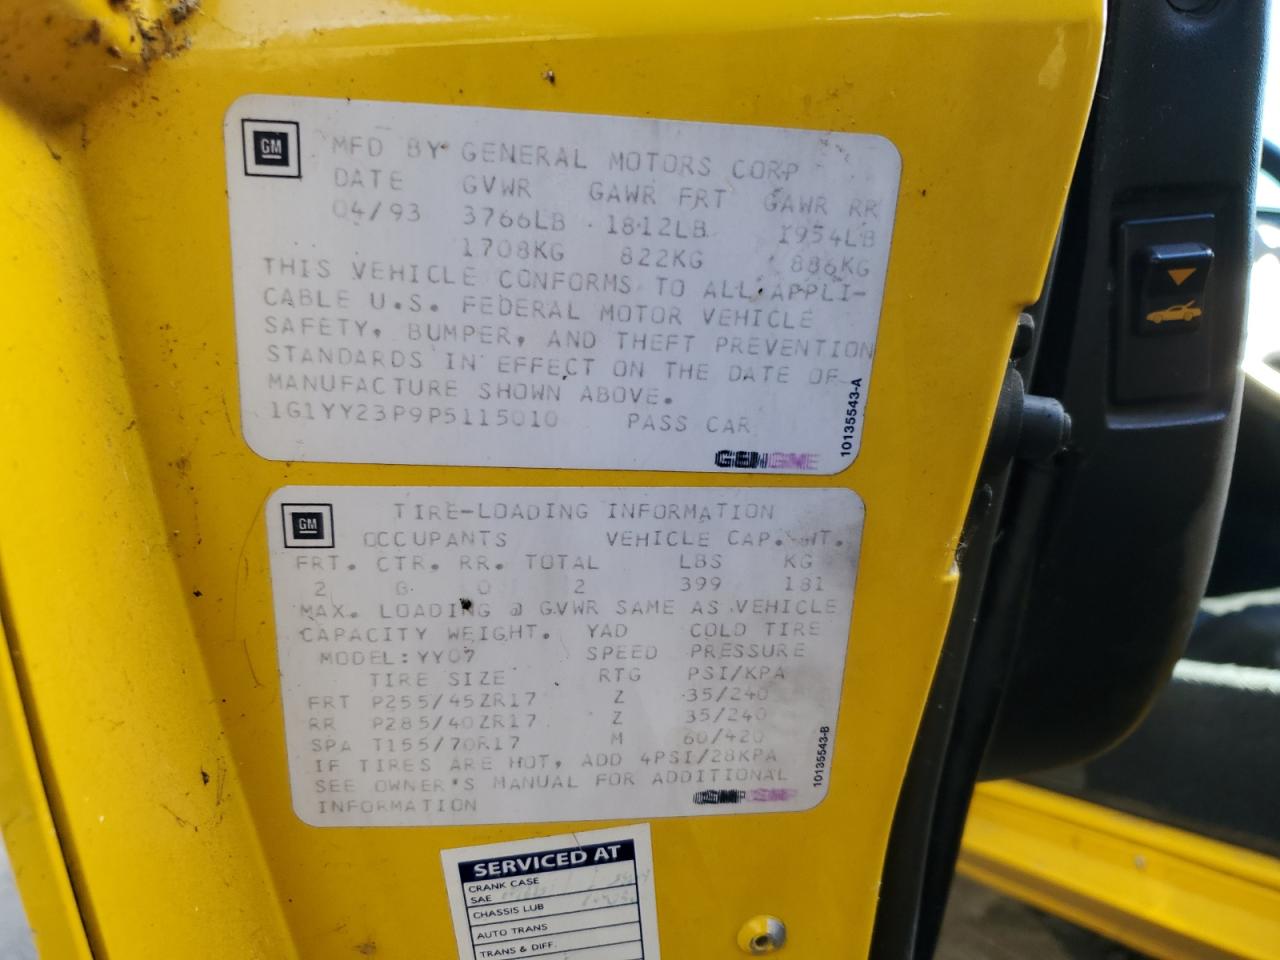 GM
MFD BY GENERAL MOTORS CORP
DATE GVWR GAWR FRT GAWR RR
04/93 3766LB 1812LB 1954LB
1708KG 822KG 886KG
THIS VEHICLE CONFORMS TO ALL APPLI-
CABLE U.S. FEDERAL MOTOR VEHICLE
SAFETY, BUMPER, AND THEFT PREVENTION
STANDARDS IN EFFECT ON THE DATE OF
MANUFACTURE SHOWN ABOVE.
1G1YY23P9P5115010 PASS CAR
10135543-A
GM
TIRE-LOADING INFORMATION
OCCUPANTS VEHICLE CAP. WT.
FRT. CTR. RR. TOTAL LBS KG
2 0 0 2 399 181
MAX. LOADING @ GVWR SAME AS VEHICLE
CAPACITY WEIGHT. YAD COLD TIRE
MODEL:YY07 SPEED PRESSURE
TIRE SIZE RTG PSI/KPA
FRT P255/45ZR17 Z 35/240
RR P285/40ZR17 Z 35/240
SPA T155/70R17 M 60/420
IF TIRES ARE HOT, ADD 4PSI/28KPA
SEE OWNER'S MANUAL FOR ADDITIONAL
INFORMATION
10135543-B
SERVICED AT
CRANK CASE
SAE
CHASSIS LUB
AUTO TRANS
TRANS & DIFF.